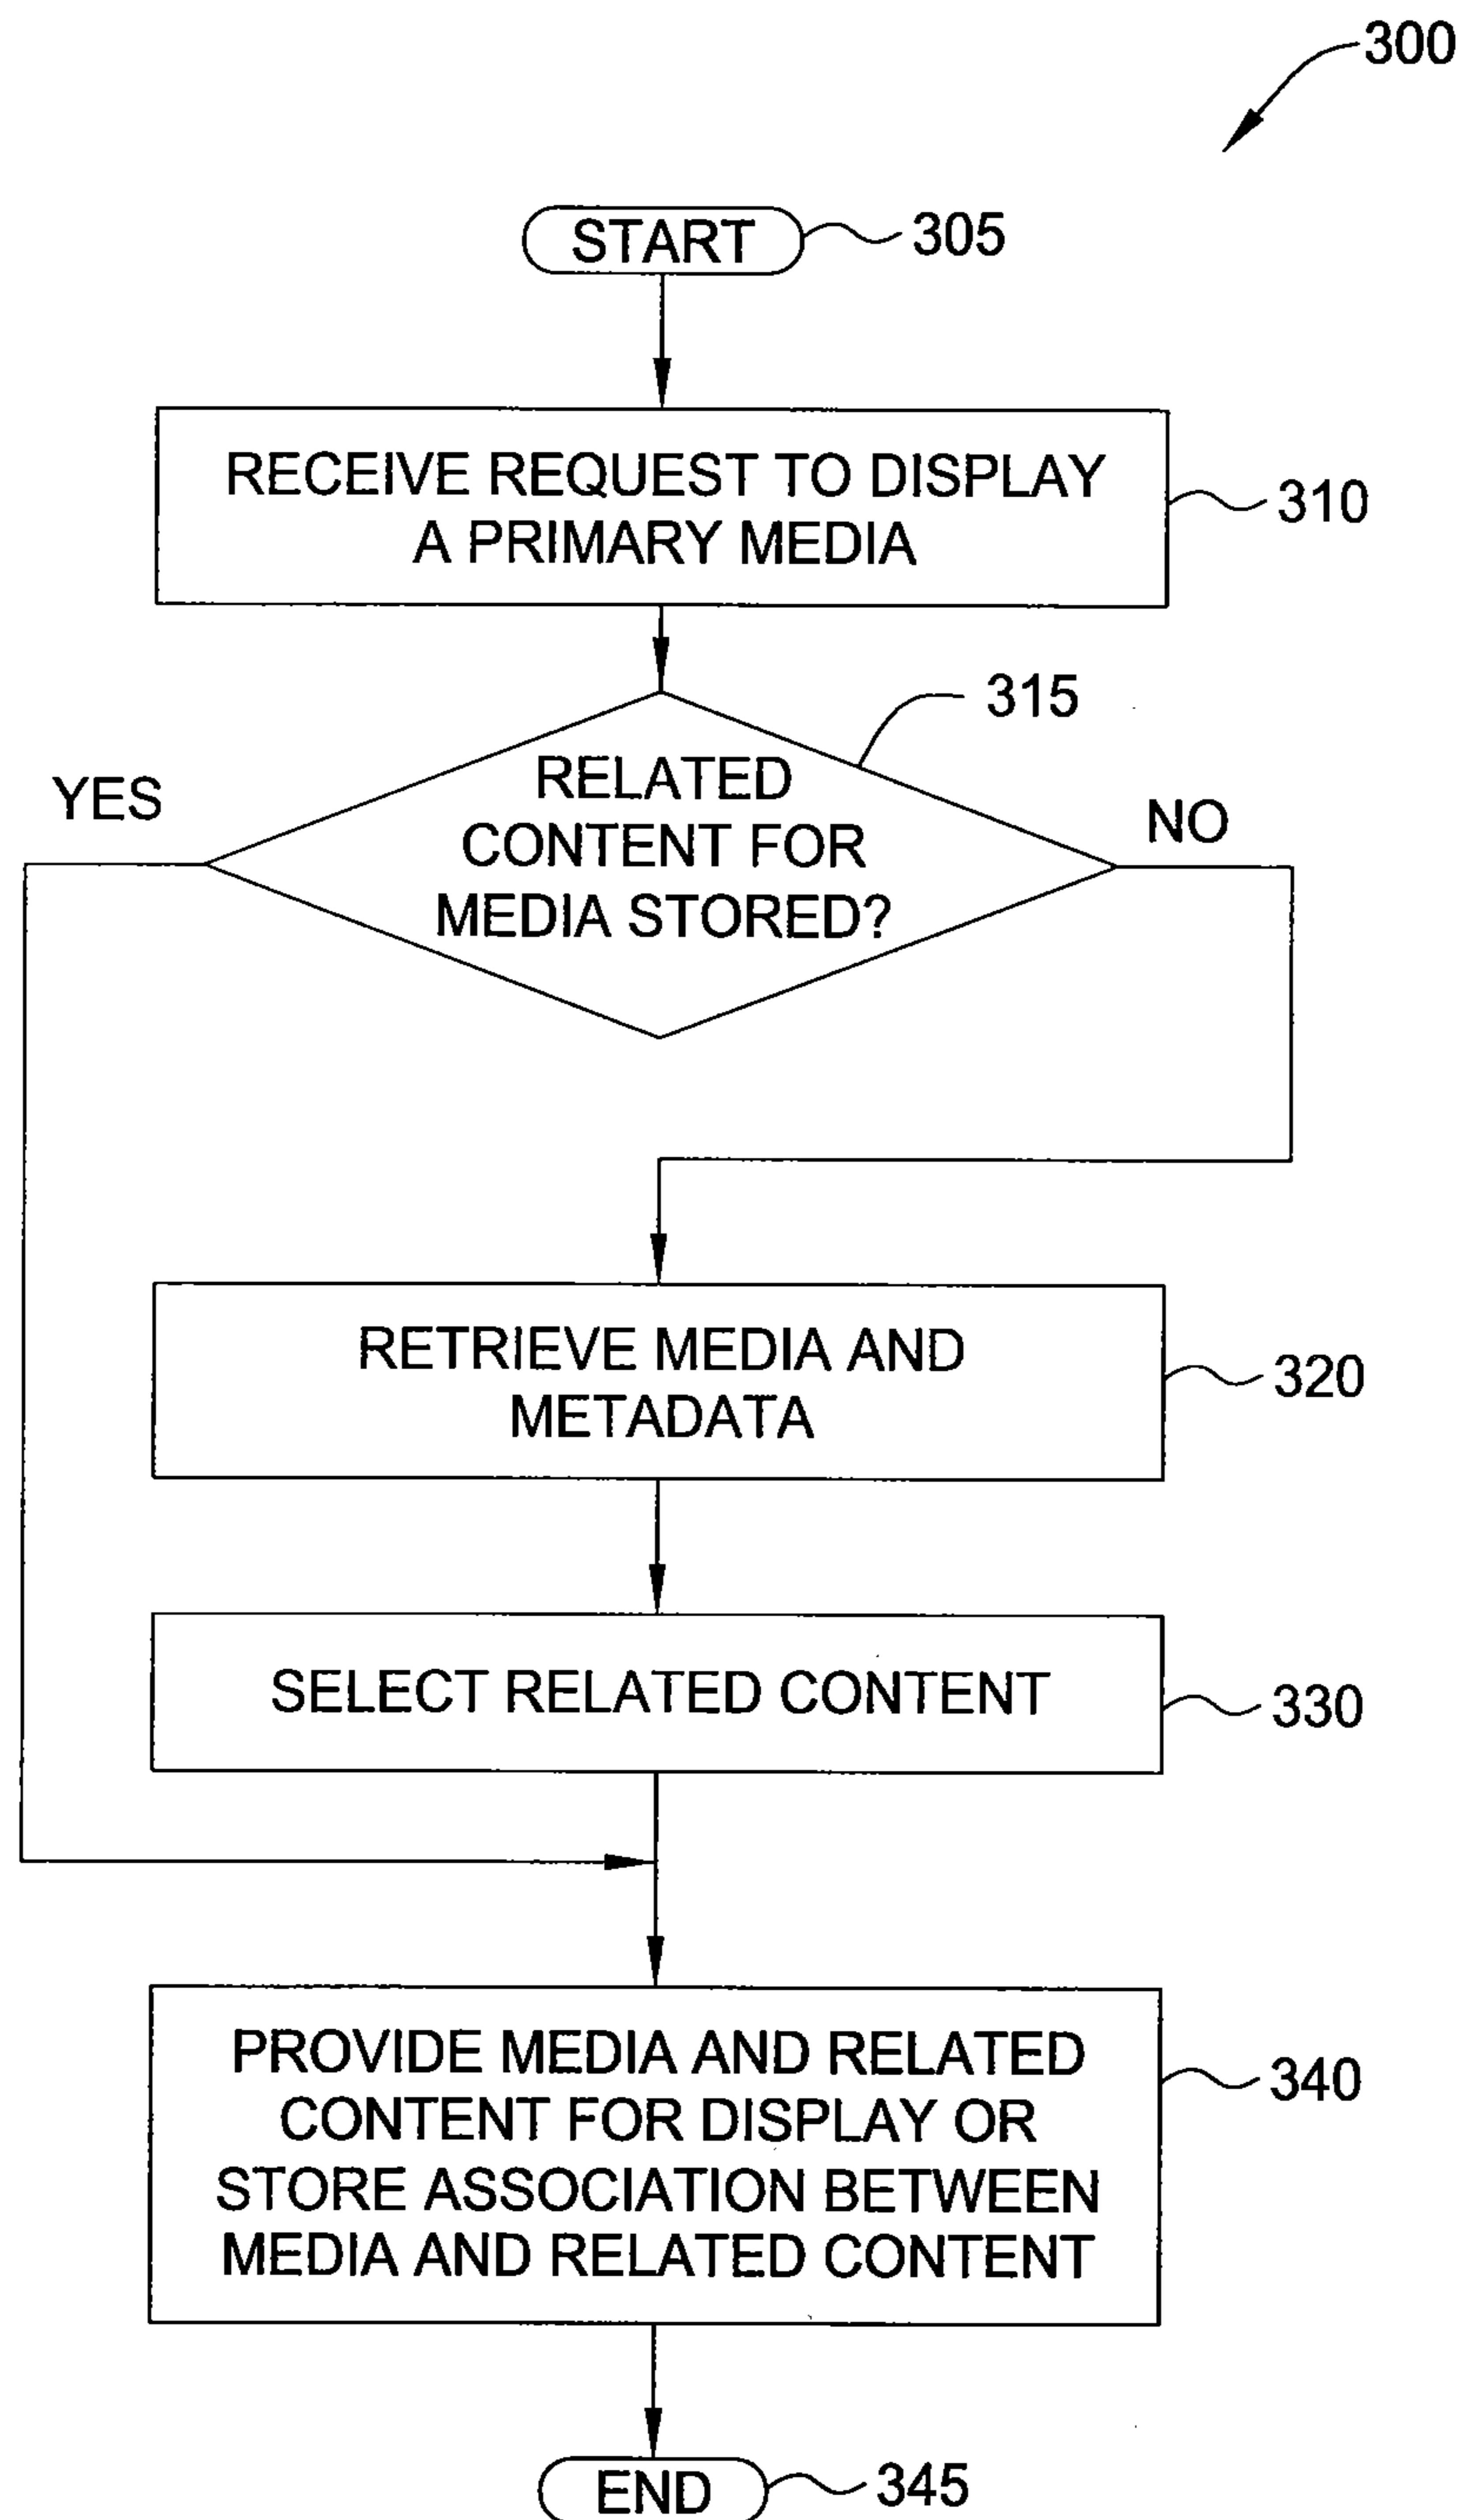 300
START
305
RECEIVE REQUEST TO DISPLAY
A PRIMARY MEDIA
310
315
RELATED
CONTENT FOR
MEDIA STORED?
YES
NO
RETRIEVE MEDIA AND
METADATA
320
SELECT RELATED CONTENT
330
PROVIDE MEDIA AND RELATED
CONTENT FOR DISPLAY OR
STORE ASSOCIATION BETWEEN
MEDIA AND RELATED CONTENT
340
END
345